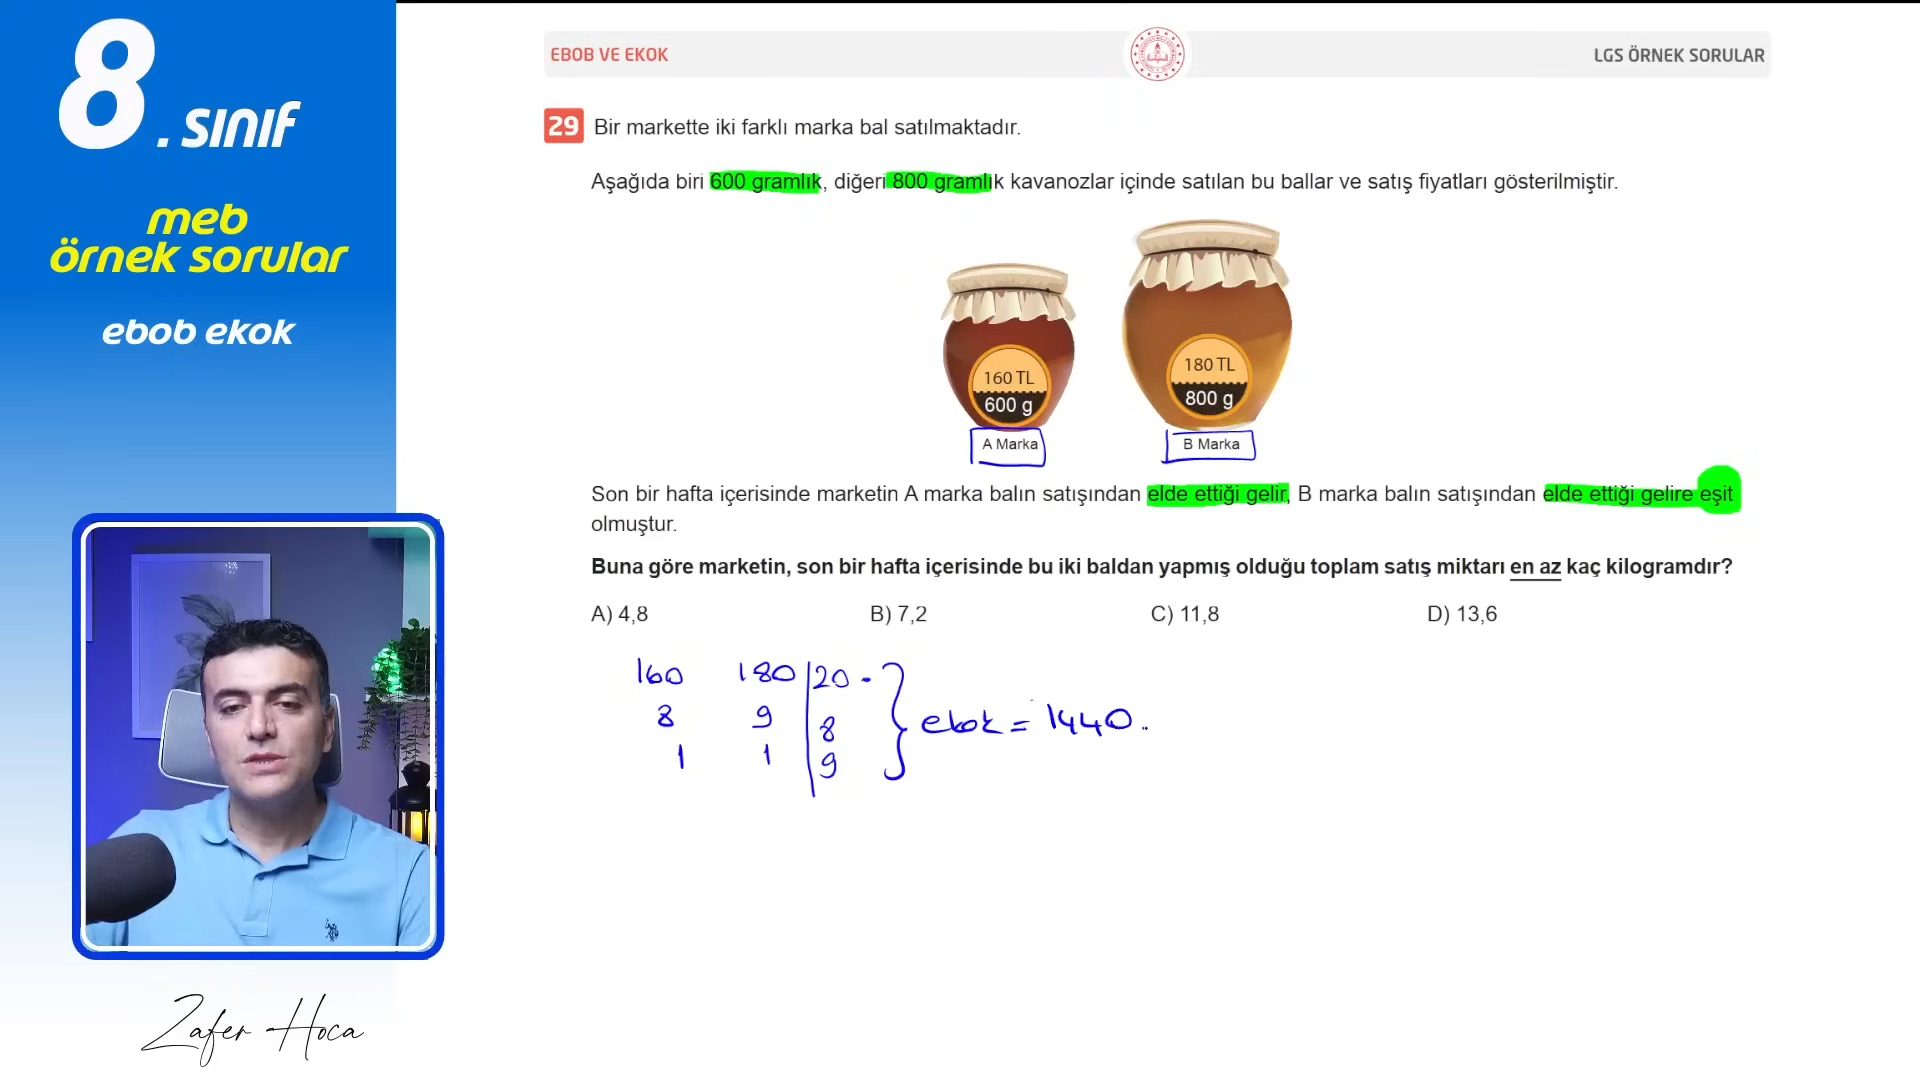 8. sınıf
meb
örnek sorular
ebob ekok
Zafer Hoca
EBOB VE EKOK
LGS ÖRNEK SORULAR
29 Bir markette iki farklı marka bal satılmaktadır.
Aşağıda biri 600 gramlık, diğeri 800 gramlık kavanozlar içinde satılan bu ballar ve satış fiyatları gösterilmiştir.
160 TL
600 g
A Marka
180 TL
800 g
B Marka
Son bir hafta içerisinde marketin A marka balın satışından elde ettiği gelir, B marka balın satışından elde ettiği gelire eşit
olmuştur.
Buna göre marketin, son bir hafta içerisinde bu iki baldan yapmış olduğu toplam satış miktarı en az kaç kilogramdır?
A) 4,8 B) 7,2 C) 11,8 D) 13,6
160 180 20
8 9 8
1 1 9
ekok = 1440